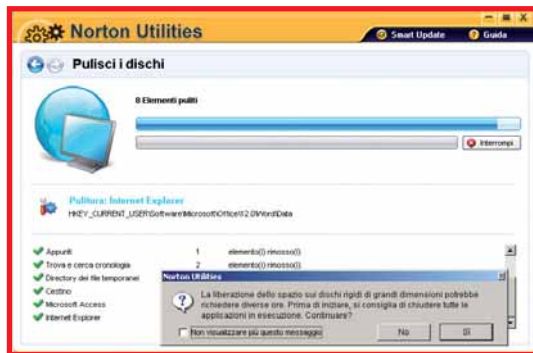 Norton Utilities
Smart Update
Guida
Pulisci i dischi
8 Elementi puliti
Interrompi
Pulitura: Internet Explorer
HKEY_CURRENT_USER\Software\Microsoft\Office\12.0\Word\Data
Appunti 1 elemento(i) rimosso(i)
Trova e cerca cronologia 2 elemento(i) rimosso(i)
Directory dei file temporanei
Cestino
Microsoft Access
Internet Explorer
Norton Utilities
La liberazione dello spazio sui dischi rigidi di grandi dimensioni potrebbe
richiedere diverse ore. Prima di iniziare, si consiglia di chiudere tutte le
applicazioni in esecuzione. Continuare?
Non visualizzare più questo messaggio
No
Sì